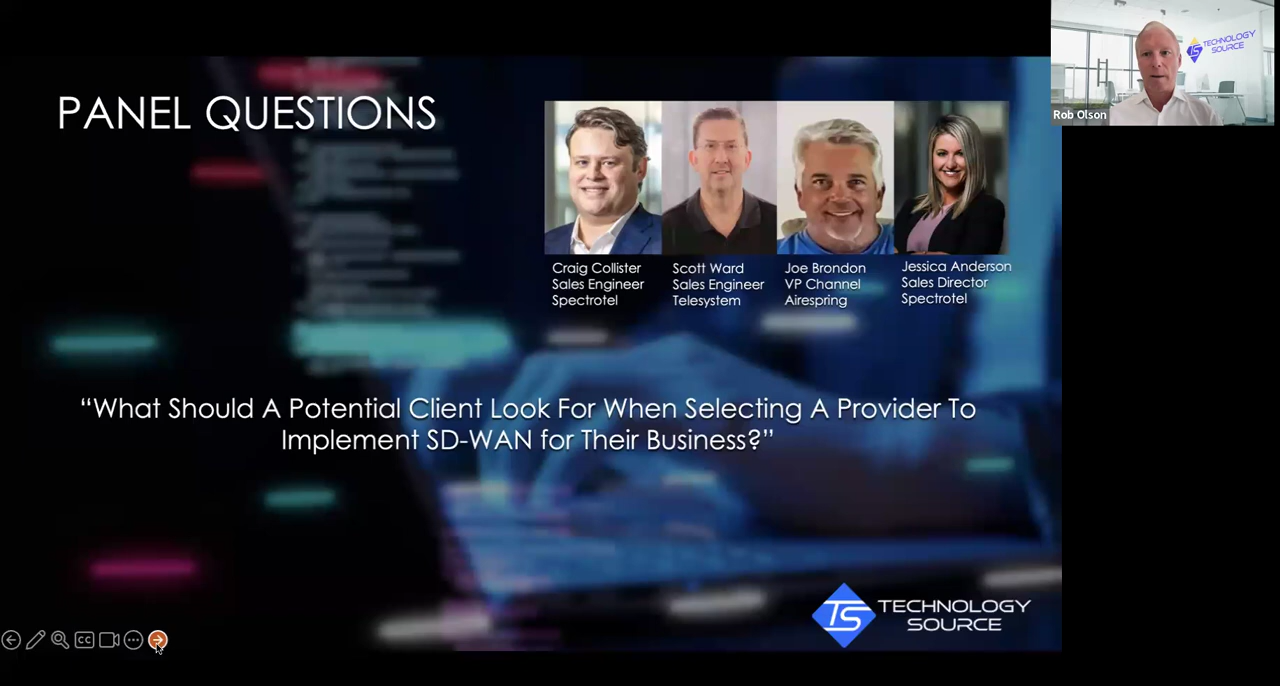 PANEL QUESTIONS
TECHNOLOGY
SOURCE
Rob Olson
Craig Collister
Sales Engineer
Spectrotel
Scott Ward
Sales Engineer
Telesystem
Joe Brondon
VP Channel
Airespring
Jessica Anderson
Sales Director
Spectrotel
“What Should A Potential Client Look For When Selecting A Provider To
Implement SD-WAN for Their Business?”
TS
TECHNOLOGY
SOURCE
CC